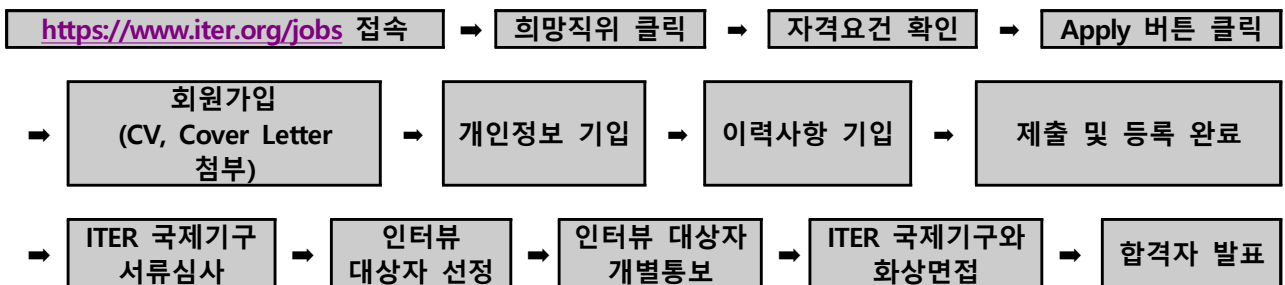 https://www.iter.org/jobs 접속 ➡ 희망직위 클릭 ➡ 자격요건 확인 ➡ Apply 버튼 클릭
➡ 회원가입
(CV, Cover Letter
첨부)
➡ 개인정보 기입 ➡ 이력사항 기입 ➡ 제출 및 등록 완료
➡ ITER 국제기구
서류심사
➡ 인터뷰
대상자 선정
➡ 인터뷰 대상자
개별통보
➡ ITER 국제기구와
화상면접
➡ 합격자 발표